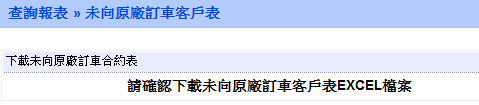 查詢報表 » 未向原廠訂車客戶表
下載未向原廠訂車合約表
請確認下載未向原廠訂車客戶表EXCEL檔案